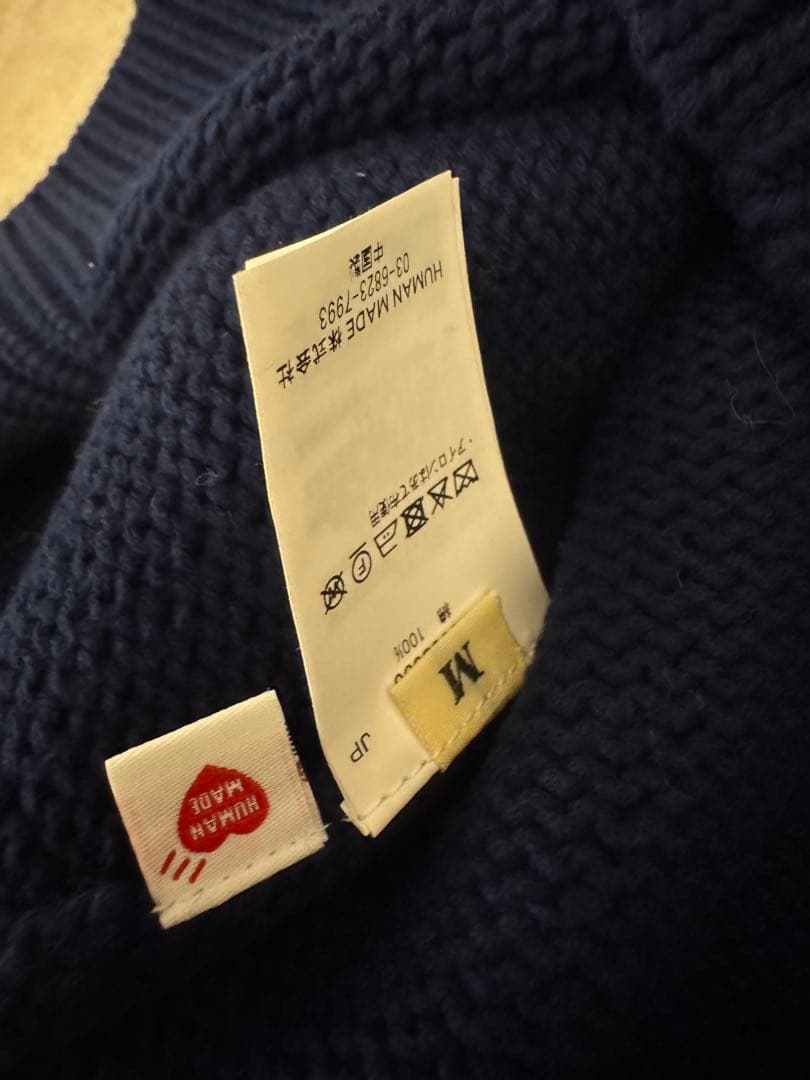 JP
M
綿 100%
・アイロンはあて布使用
HUMAN MADE 株式会社
03-6823-7993
中国製
HUMAN
MADE